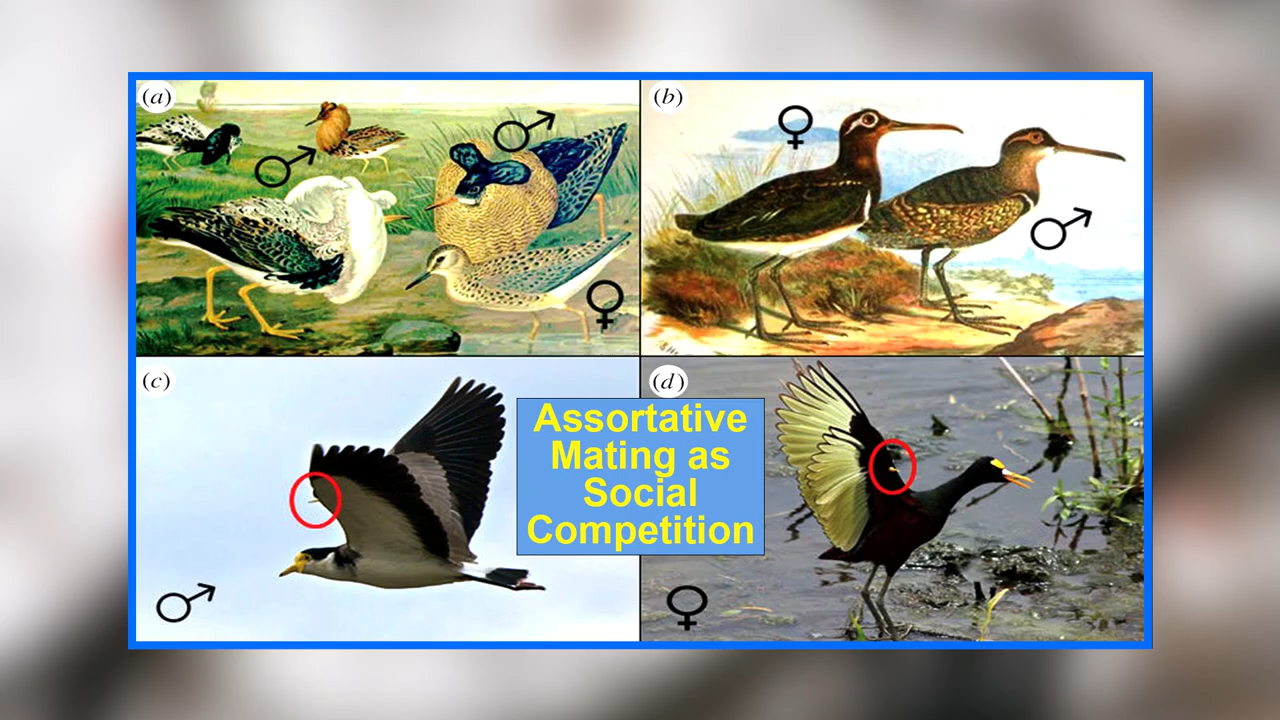 (a)
(b)
(c)
(d)
Assortative
Mating as
Social
Competition